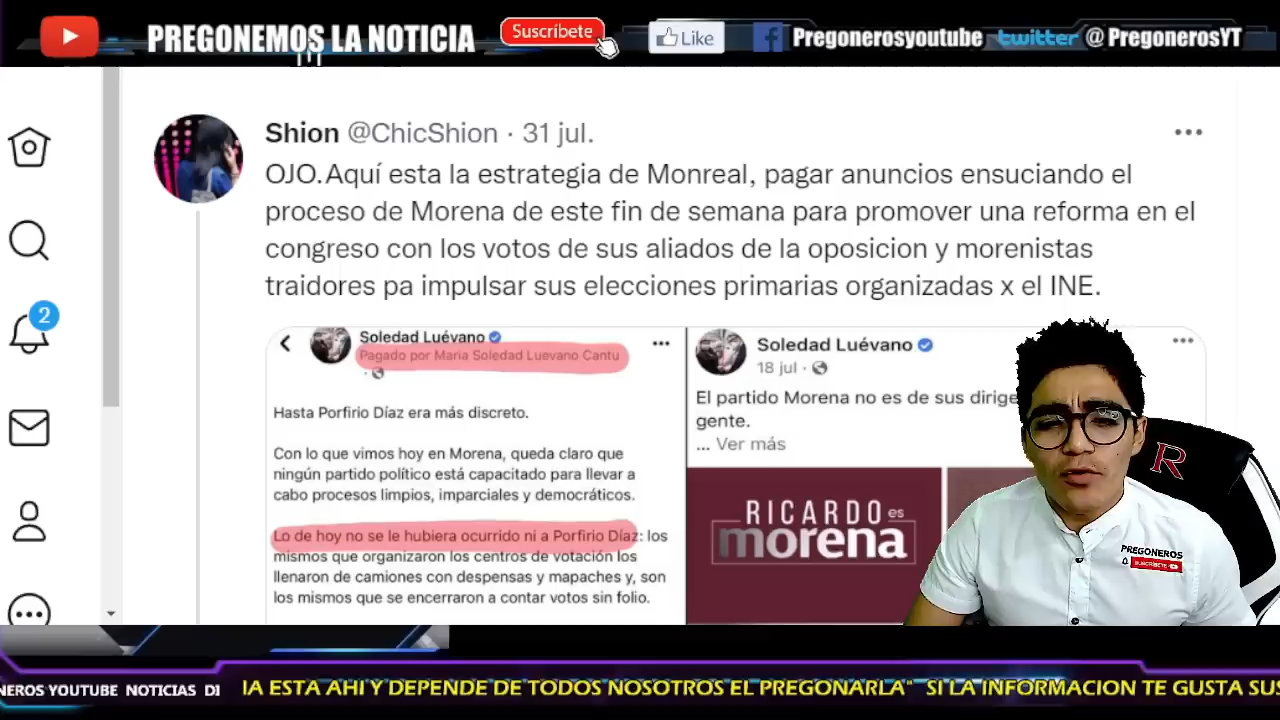 PREGONEMOS LA NOTICIA
Suscríbete
Like
Pregonerosyoutube
twitter @PregonerosYT
Shion @ChicShion · 31 jul.
OJO.Aquí esta la estrategia de Monreal, pagar anuncios ensuciando el
proceso de Morena de este fin de semana para promover una reforma en el
congreso con los votos de sus aliados de la oposicion y morenistas
traidores pa impulsar sus elecciones primarias organizadas x el INE.
2
Soledad Luévano
Pagado por Maria Soledad Luevano Cantu
Hasta Porfirio Díaz era más discreto.
Con lo que vimos hoy en Morena, queda claro que
ningún partido político está capacitado para llevar a
cabo procesos limpios, imparciales y democráticos.
Lo de hoy no se le hubiera ocurrido ni a Porfirio Díaz: los
mismos que organizaron los centros de votación los
llenaron de camiones con despensas y mapaches y, son
los mismos que se encerraron a contar votos sin folio.
Soledad Luévano
18 jul ·
El partido Morena no es de sus dirige
gente.
... Ver más
RICARDO es
morena
R
PREGONEROS
SUSCRIBETE
NEROS YOUTUBE NOTICIAS DI
IA ESTA AHI Y DEPENDE DE TODOS NOSOTROS EL PREGONARLA" SI LA INFORMACION TE GUSTA SUS